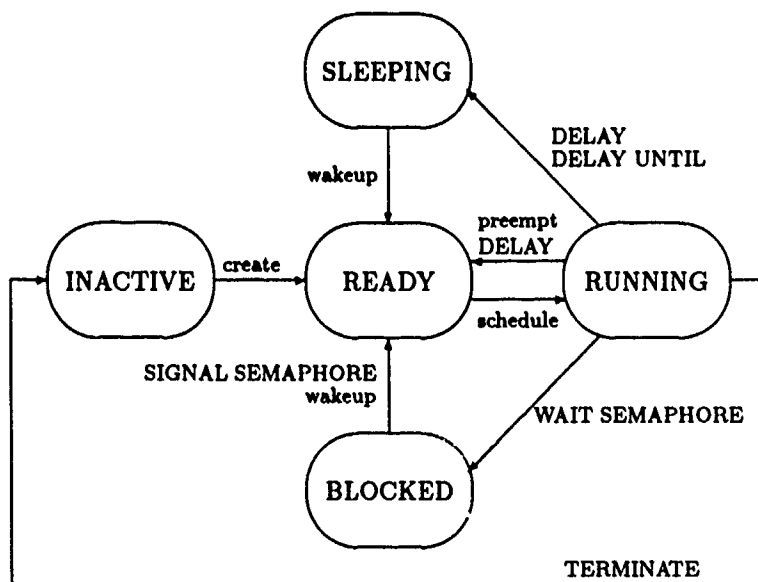 SLEEPING
DELAY
DELAY UNTIL
wakeup
preempt
DELAY
INACTIVE
create
READY
RUNNING
schedule
SIGNAL SEMAPHORE
wakeup
WAIT SEMAPHORE
BLOCKED
TERMINATE